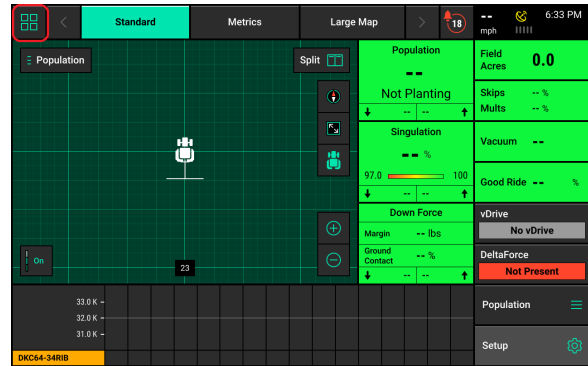 Standard
Metrics
Large Map
18
--
mph
6:33 PM
Population
Split
Population
--
Not Planting
-- --
Singulation
-- %
97.0 100
-- --
Down Force
Margin -- lbs
Ground Contact -- %
-- --
Field Acres 0.0
Skips -- %
Mults -- %
Vacuum --
Good Ride -- %
vDrive
No vDrive
DeltaForce
Not Present
Population
Setup
On
23
33.0 K
32.0 K
31.0 K
DKC64-34RIB